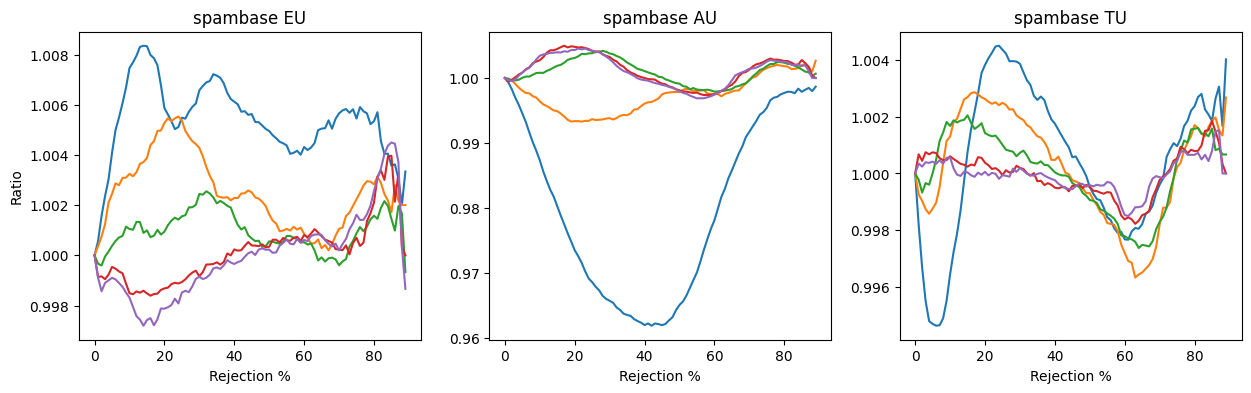 spambase EU
spambase AU
spambase TU
Ratio
1.008
1.006
1.004
1.002
1.000
0.998
0 20 40 60 80
Rejection %
1.00
0.99
0.98
0.97
0.96
0 20 40 60 80
Rejection %
1.004
1.002
1.000
0.998
0.996
0 20 40 60 80
Rejection %